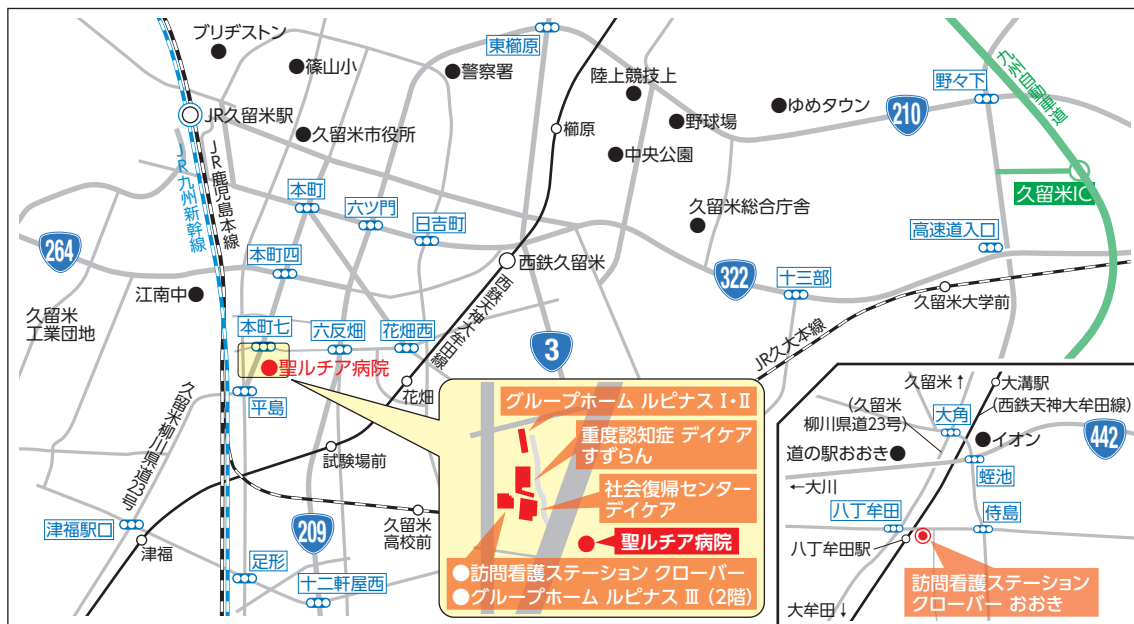 ブリヂストン
篠山小
東櫛原
警察署
陸上競技上
野々下
九州自動車道
JR久留米駅
久留米市役所
櫛原
野球場
ゆめタウン
210
中央公園
JR九州新幹線
JR鹿児島本線
久留米IC
本町
六ツ門
日吉町
久留米総合庁舎
高速道入口
264
本町四
西鉄久留米
322
十三部
江南中
西鉄天神大牟田線
久留米大学前
久留米
工業団地
本町七
六反畑
花畑西
3
JR久大本線
聖ルチア病院
平島
花畑
久留米柳川県道23号
試験場前
グループホーム ルピナス Ⅰ・Ⅱ
重度認知症 デイケア
すずらん
社会復帰センター
デイケア
聖ルチア病院
●訪問看護ステーション クローバー
●グループホーム ルピナス Ⅲ (2階)
津福駅口
津福
209
久留米
高校前
足形
十二軒屋西
久留米↑
大溝駅
(久留米
柳川県道23号)
大角
(西鉄天神大牟田線)
道の駅おおき
イオン
442
←大川
蛭池
八丁牟田
侍島
八丁牟田駅
大牟田↓
訪問看護ステーション
クローバー おおき